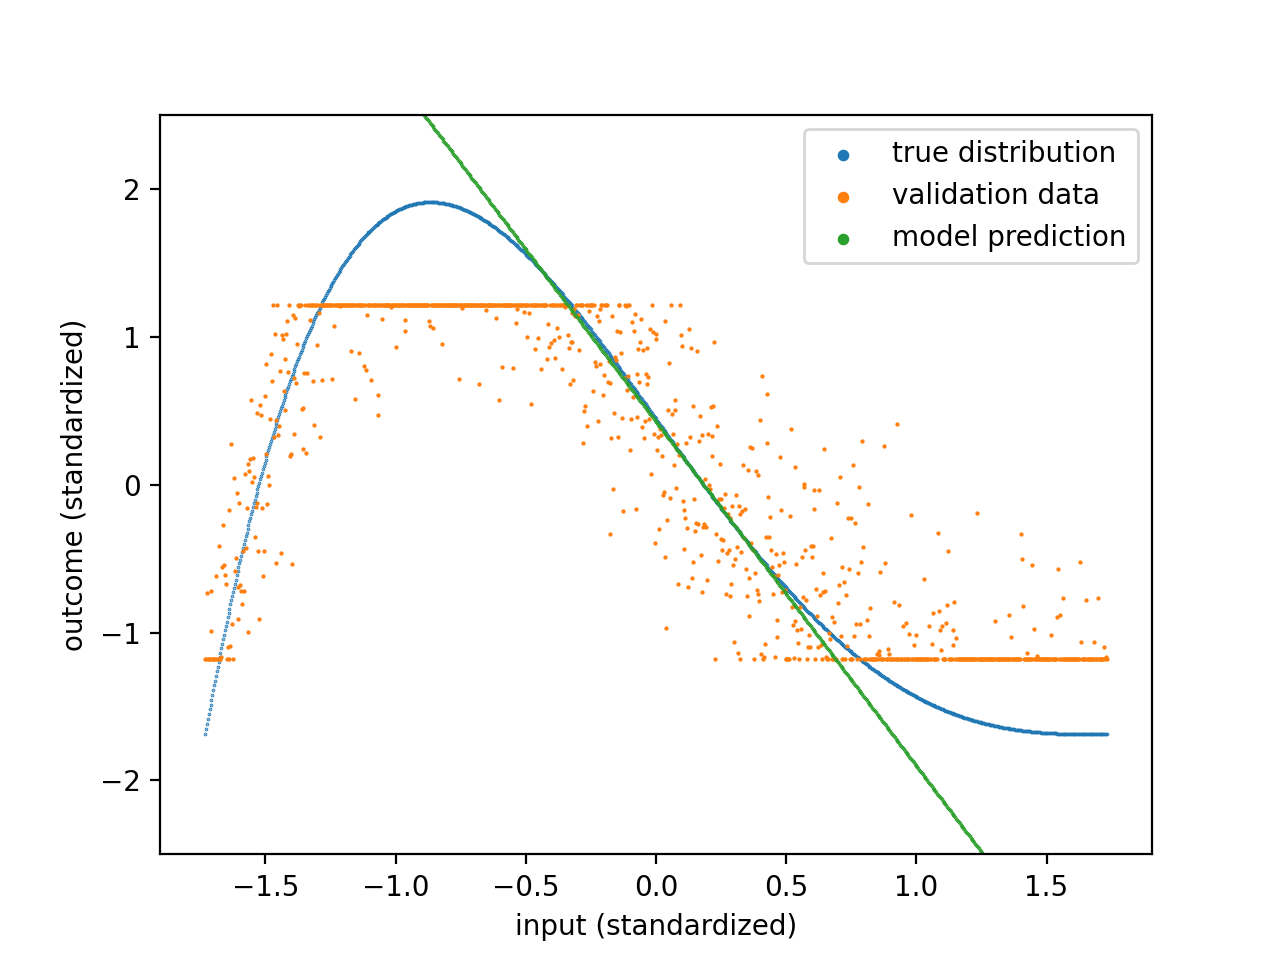 true distribution
validation data
model prediction
2
1
0
−1
−2
outcome (standardized)
−1.5 −1.0 −0.5 0.0 0.5 1.0 1.5
input (standardized)